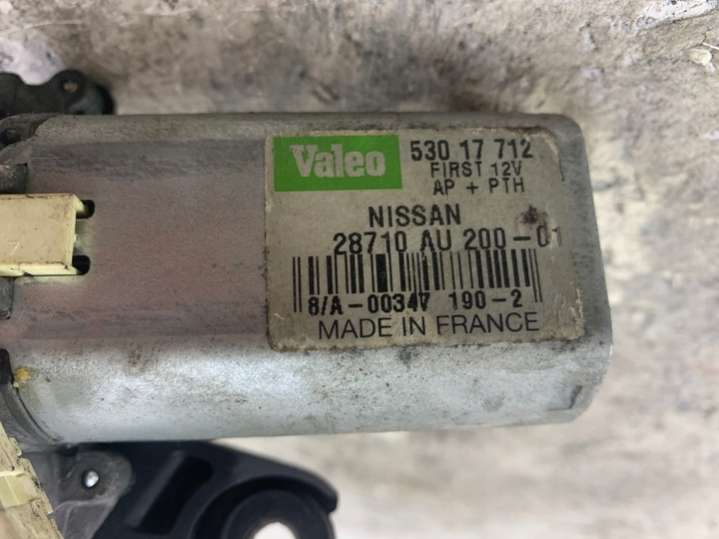 Valeo 530 17 712
FIRST 12V
AP + PTH
NISSAN
28710 AU 200-01
8/A-00347 190-2
MADE IN FRANCE